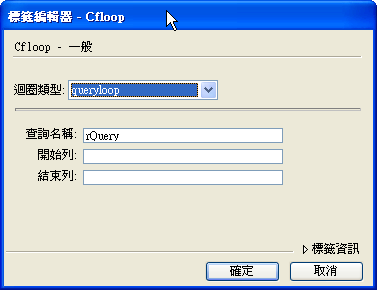 標籤編輯器 - Cfloop
Cfloop - 一般
迴圈類型: queryloop
查詢名稱: rQuery
開始列:
結束列:
標籤資訊
確定 取消